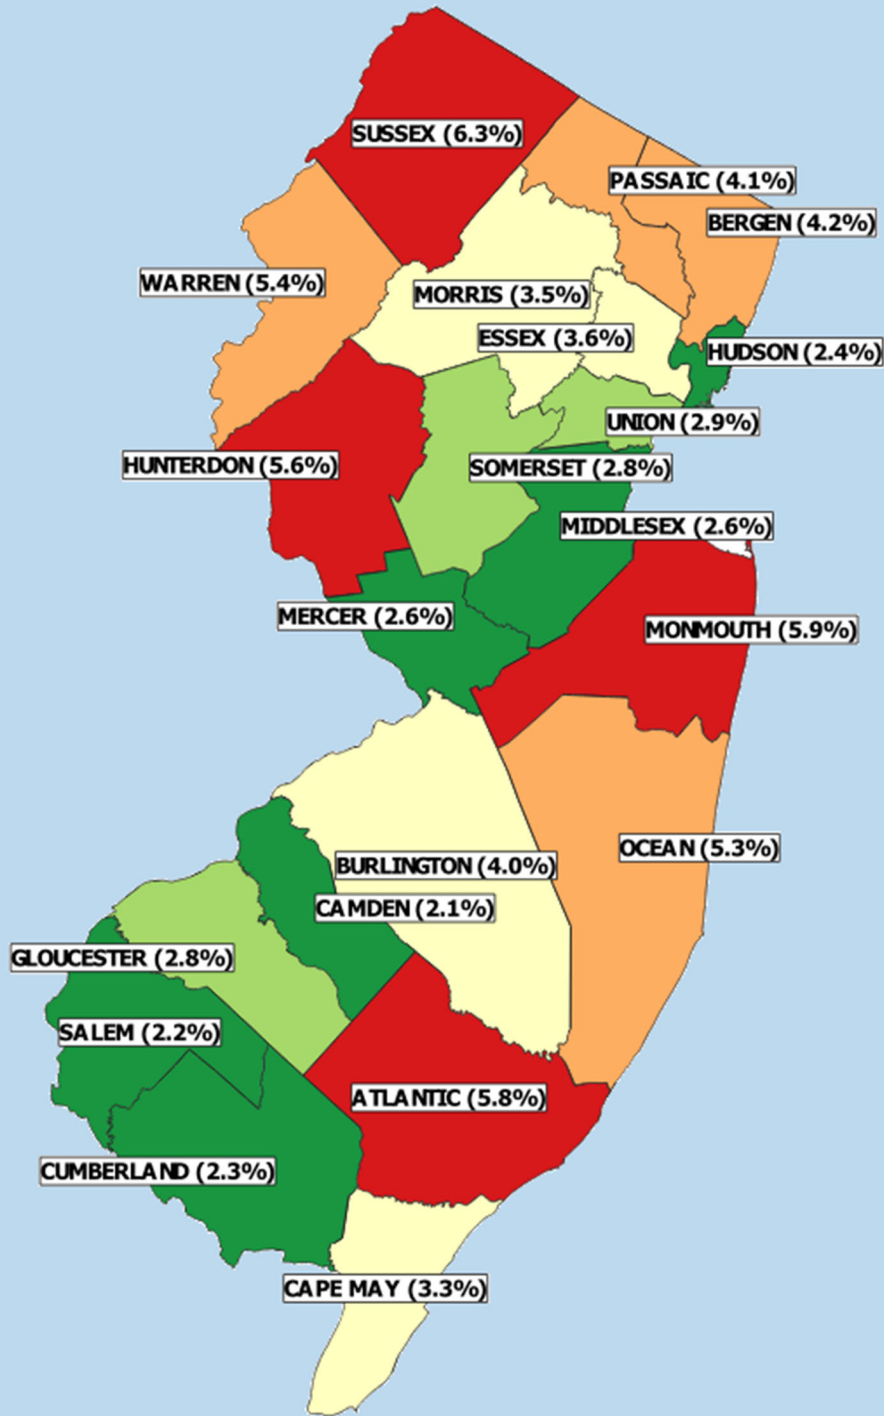 SUSSEX (6.3%)
PASSAIC (4.1%)
BERGEN (4.2%)
WARREN (5.4%)
MORRIS (3.5%)
ESSEX (3.6%)
HUDSON (2.4%)
UNION (2.9%)
HUNTERDON (5.6%)
SOMERSET (2.8%)
MIDDLESEX (2.6%)
MERCER (2.6%)
MONMOUTH (5.9%)
OCEAN (5.3%)
BURLINGTON (4.0%)
CAMDEN (2.1%)
GLOUCESTER (2.8%)
SALEM (2.2%)
ATLANTIC (5.8%)
CUMBERLAND (2.3%)
CAPE MAY (3.3%)